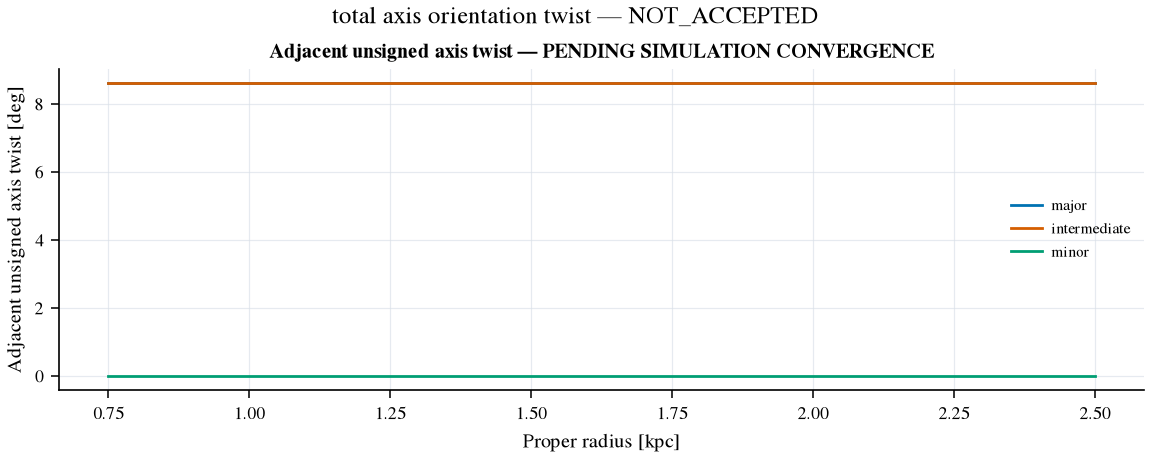 total axis orientation twist — NOT_ACCEPTED
Adjacent unsigned axis twist — PENDING SIMULATION CONVERGENCE
Adjacent unsigned axis twist [deg]
8
6
4
2
0
major
intermediate
minor
0.75 1.00 1.25 1.50 1.75 2.00 2.25 2.50
Proper radius [kpc]